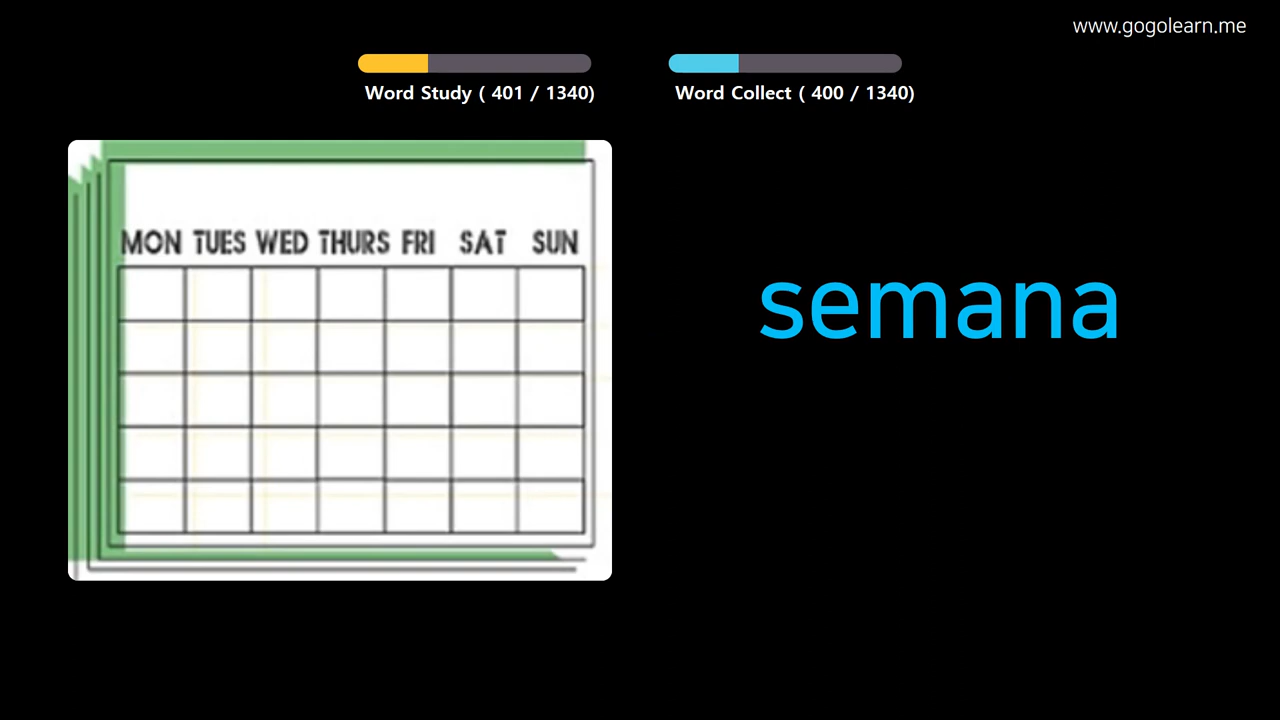 www.gogolearn.me
Word Study ( 401 / 1340)
Word Collect ( 400 / 1340)
MON TUES WED THURS FRI SAT SUN
semana